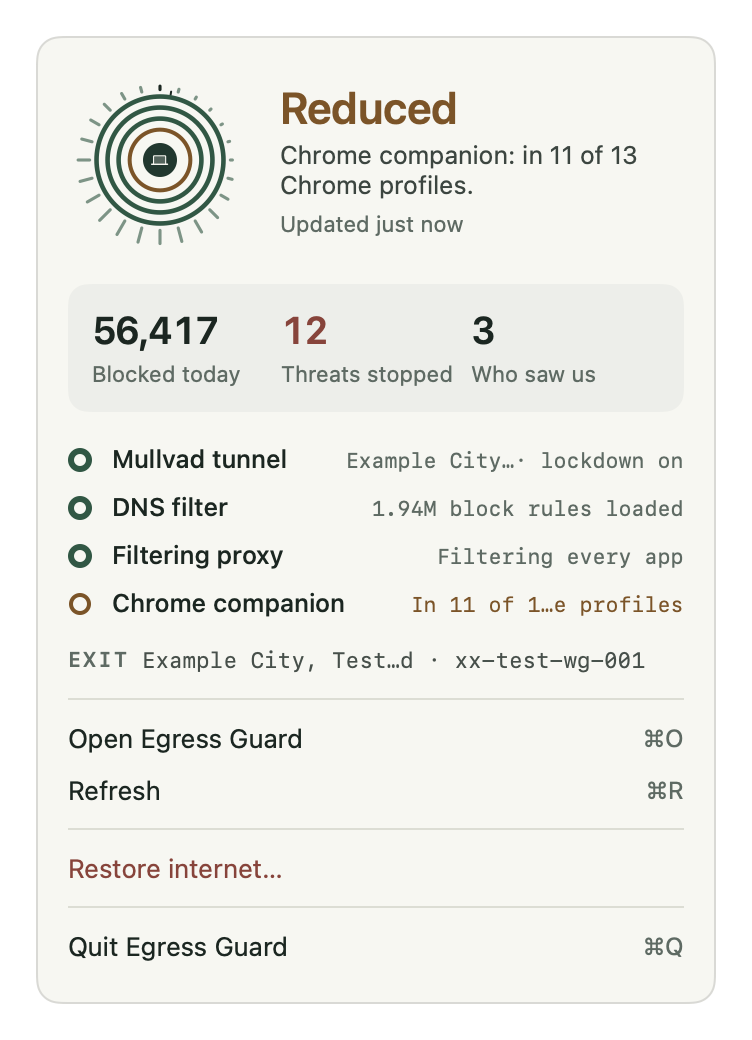 Reduced
Chrome companion: in 11 of 13
Chrome profiles.
Updated just now
56,417 12 3
Blocked today Threats stopped Who saw us
Mullvad tunnel Example City…· lockdown on
DNS filter 1.94M block rules loaded
Filtering proxy Filtering every app
Chrome companion In 11 of 1…e profiles
EXIT Example City, Test…d · xx-test-wg-001
Open Egress Guard ⌘O
Refresh ⌘R
Restore internet…
Quit Egress Guard ⌘Q